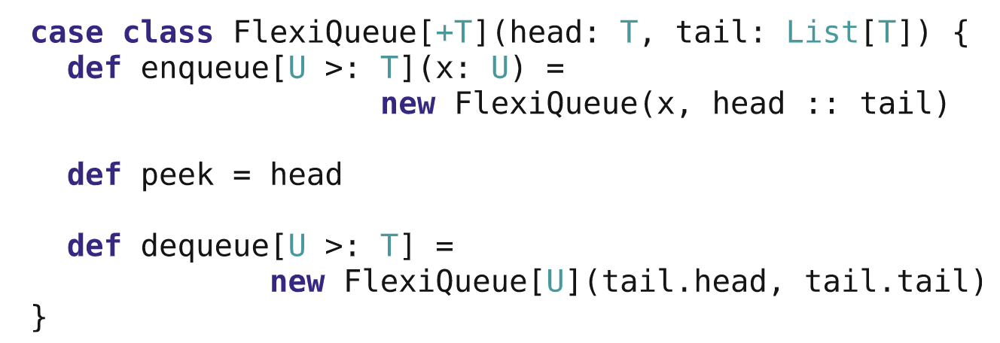 case class FlexiQueue[+T](head: T, tail: List[T]) {
  def enqueue[U >: T](x: U) =
                   new FlexiQueue(x, head :: tail)

  def peek = head

  def dequeue[U >: T] =
             new FlexiQueue[U](tail.head, tail.tail)
}